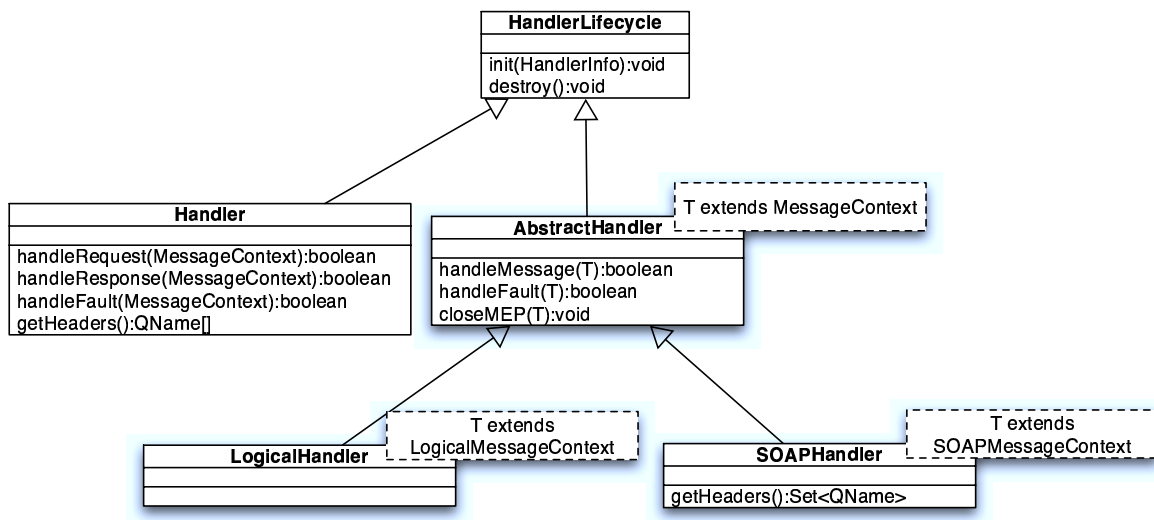 HandlerLifecycle
init(HandlerInfo):void
destroy():void
Handler
handleRequest(MessageContext):boolean
handleResponse(MessageContext):boolean
handleFault(MessageContext):boolean
getHeaders():QName[]
T extends MessageContext
AbstractHandler
handleMessage(T):boolean
handleFault(T):boolean
closeMEP(T):void
T extends
LogicalMessageContext
LogicalHandler
T extends
SOAPMessageContext
SOAPHandler
getHeaders():Set<QName>